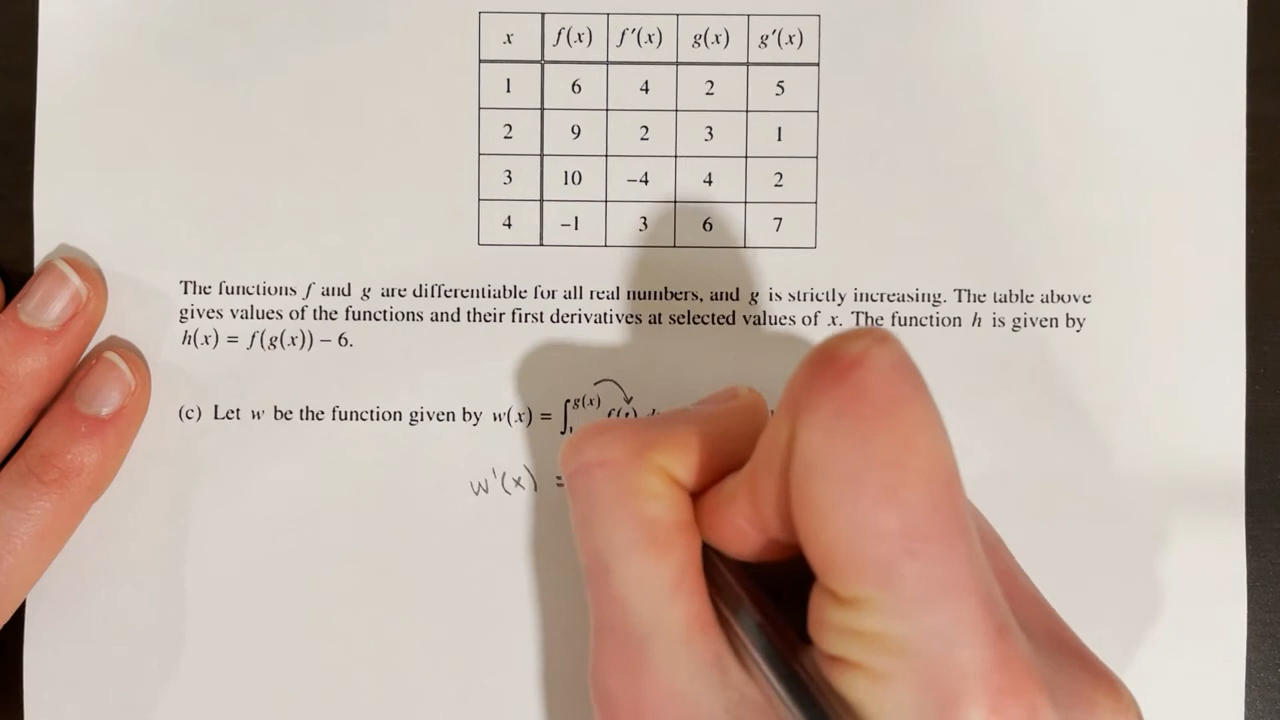 x f(x) f′(x) g(x) g′(x)
1 6 4 2 5
2 9 2 3 1
3 10 −4 4 2
4 −1 3 6 7
The functions f and g are differentiable for all real numbers, and g is strictly increasing. The table above
gives values of the functions and their first derivatives at selected values of x. The function h is given by
h(x) = f(g(x)) − 6.
(c) Let w be the function given by w(x) = ∫₁^g(x) f(t)
w'(x) =